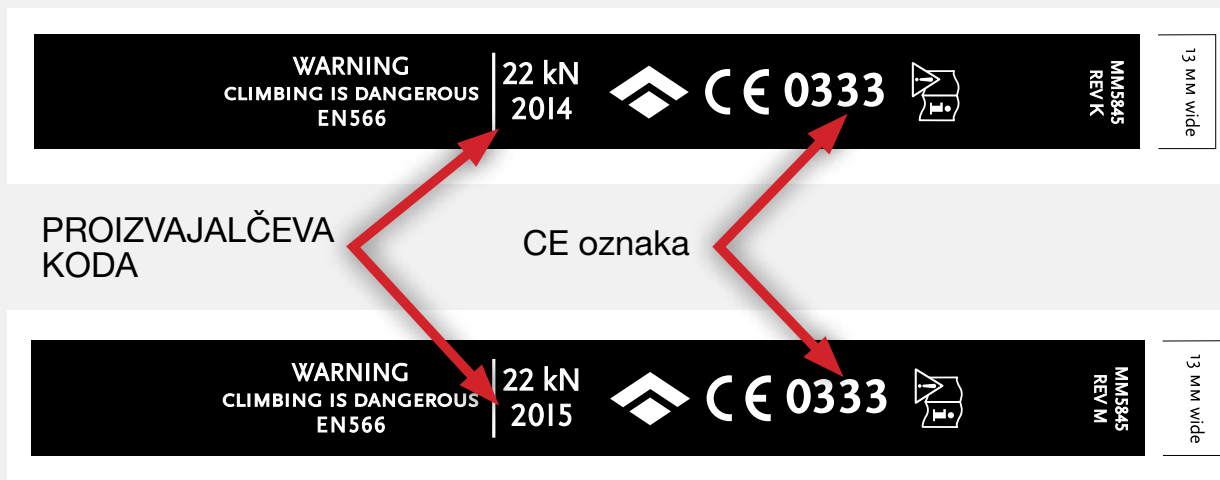 WARNING
CLIMBING IS DANGEROUS
EN566
22 kN
2014
CE 0333
i
MM5845
REV K
13 MM wide
PROIZVAJALČEVA
KODA
CE oznaka
WARNING
CLIMBING IS DANGEROUS
EN566
22 kN
2015
CE 0333
i
MM5845
REV M
13 MM wide